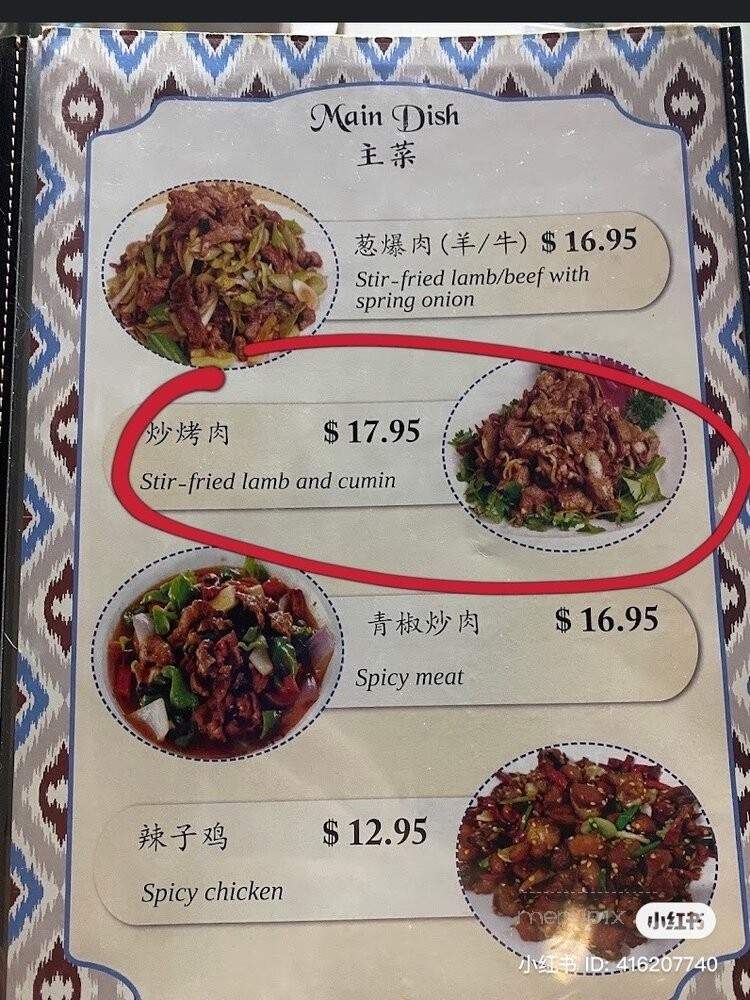 Main Dish
主菜
葱爆肉(羊/牛) $ 16.95
Stir-fried lamb/beef with
spring onion
炒烤肉 $ 17.95
Stir-fried lamb and cumin
青椒炒肉 $ 16.95
Spicy meat
辣子鸡 $ 12.95
Spicy chicken
menupix
小红书
小红书 ID: 416207740